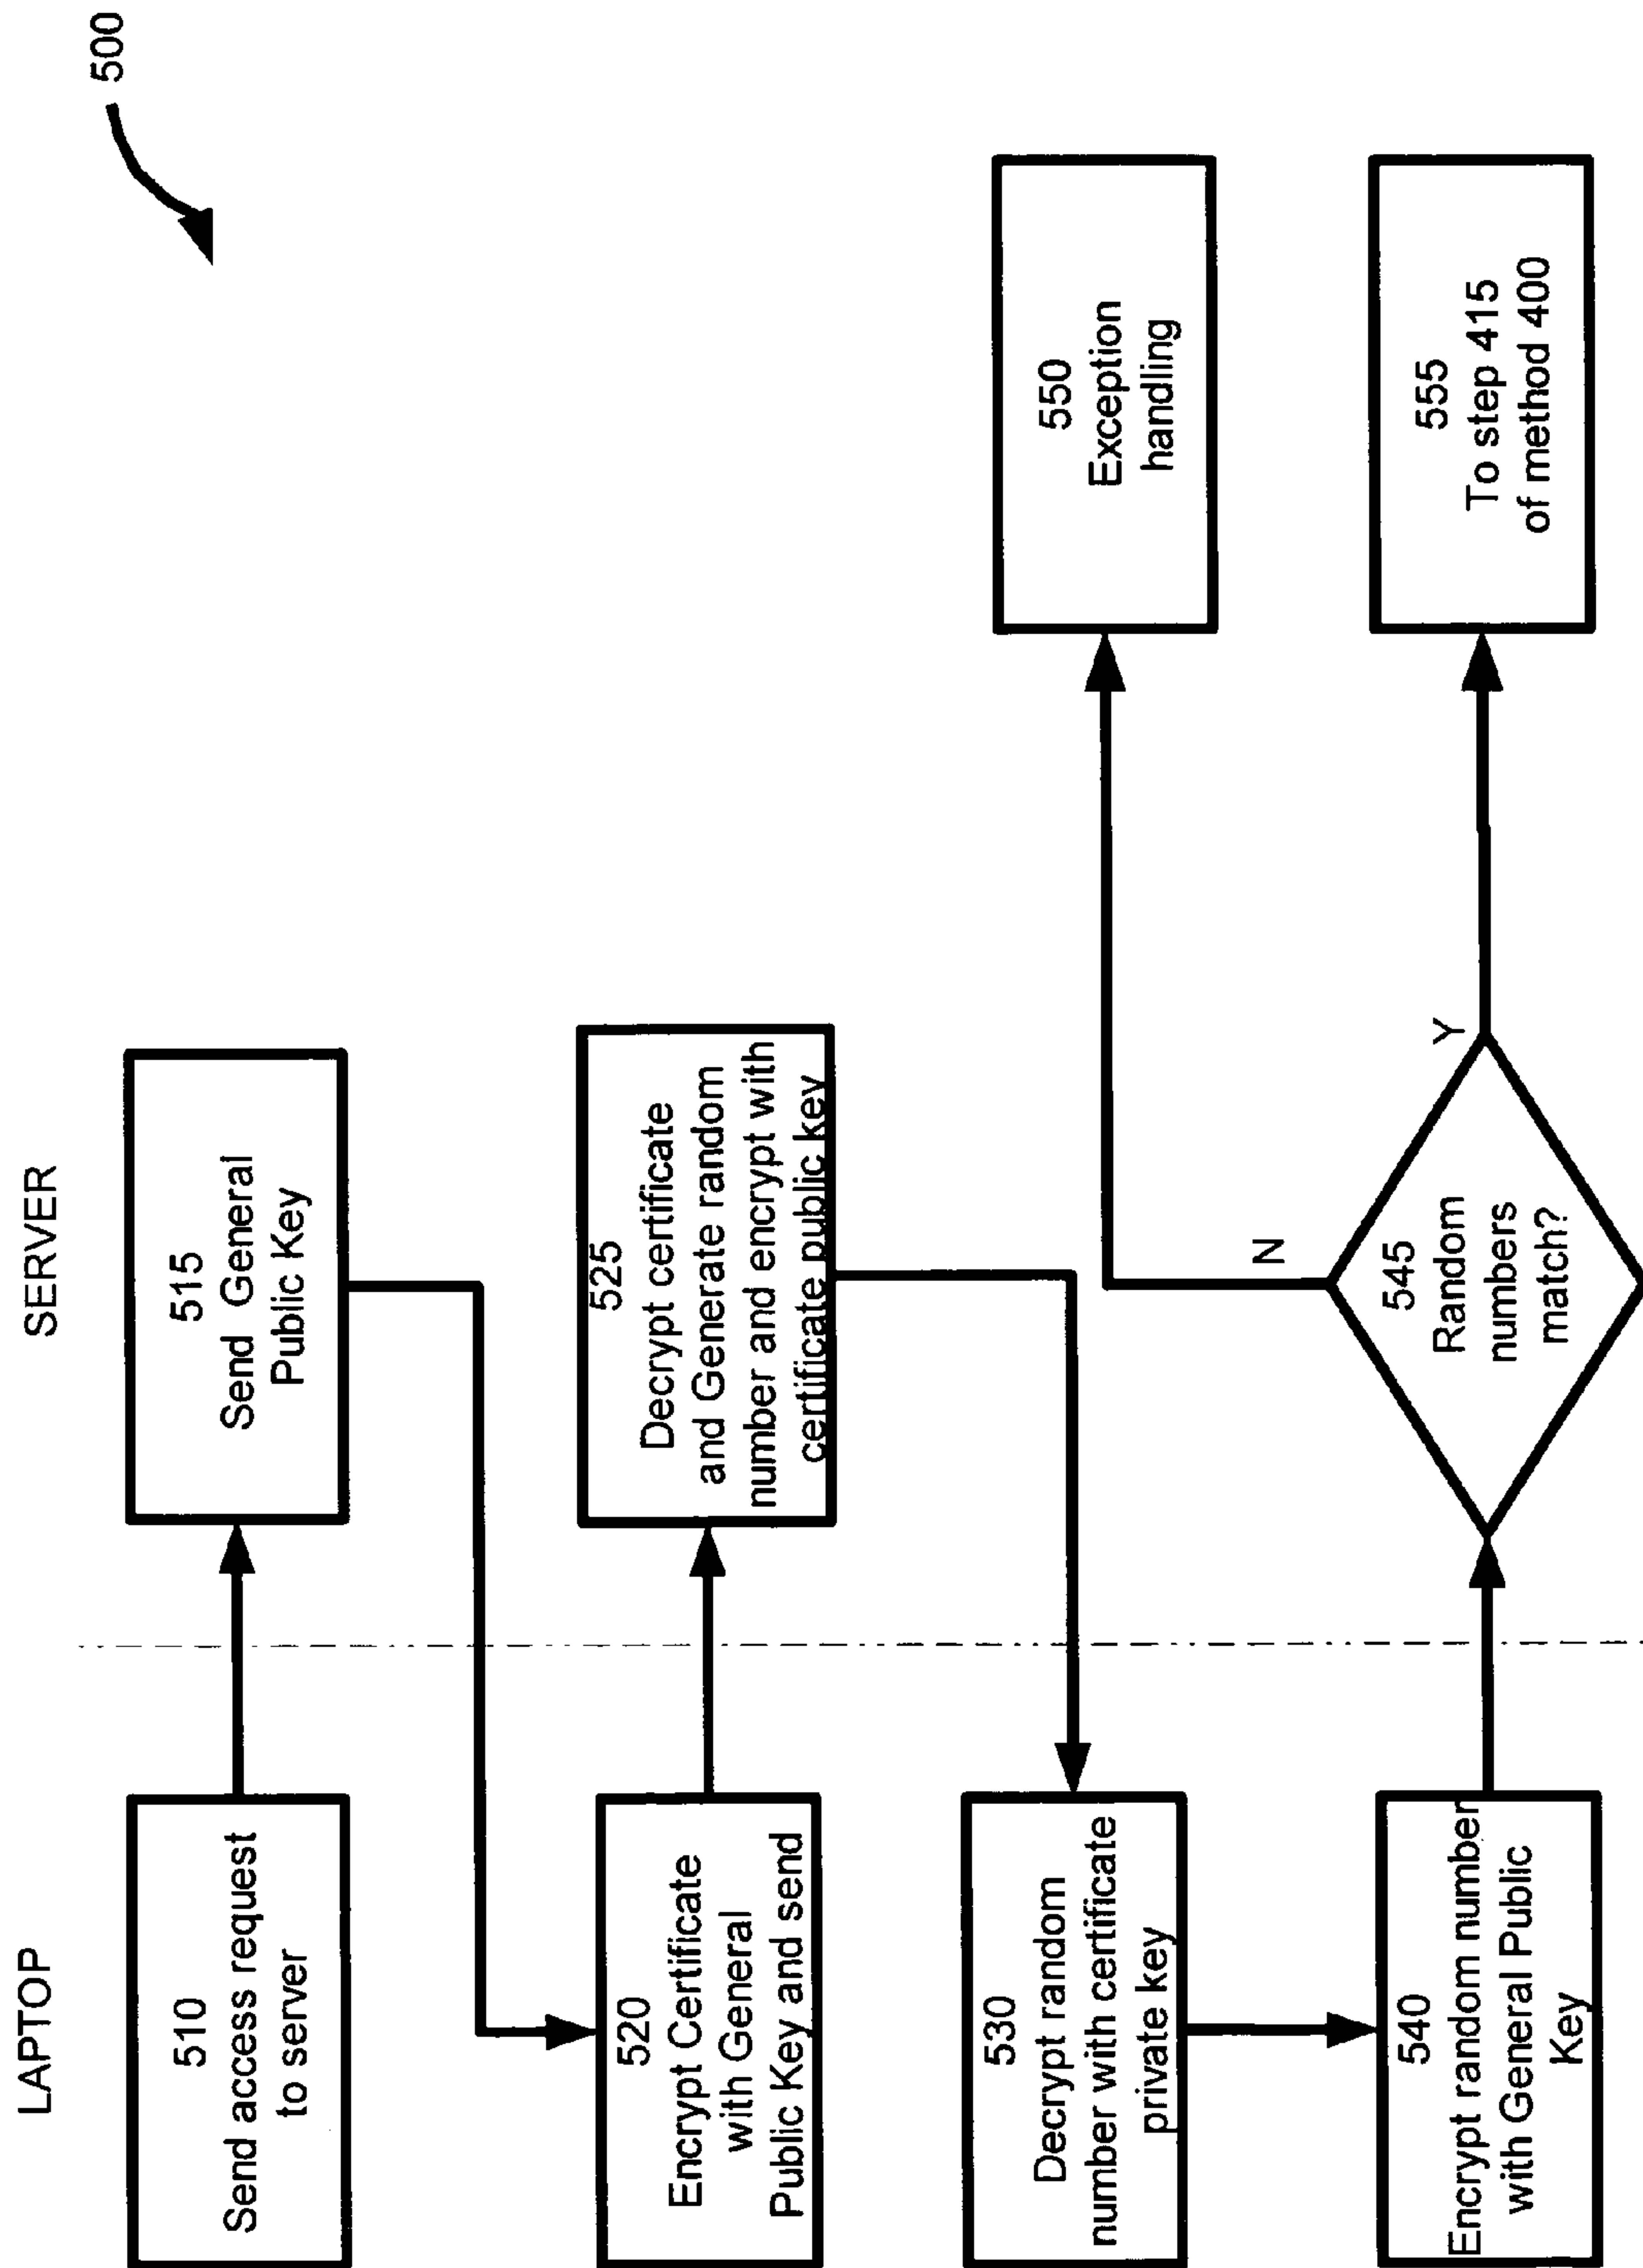 500
LAPTOP
SERVER
510
Send access request
to server
515
Send General
Public Key
520
Encrypt Certificate
with General
Public Key and send
525
Decrypt certificate
and Generate random
number and encrypt with
certificate public key
530
Decrypt random
number with certificate
private key
540
Encrypt random number
with General Public
Key
545
Random
numbers
match?
N
Y
550
Exception
handling
555
To step 415
of method 400